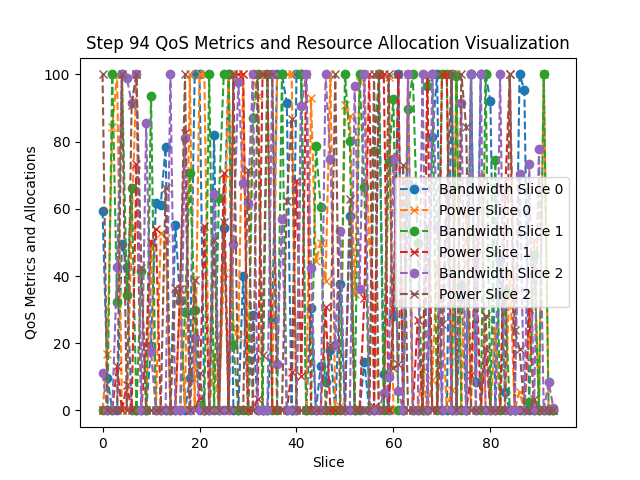 Step 94 QoS Metrics and Resource Allocation Visualization
100
80
60
40
20
0
QoS Metrics and Allocations
Bandwidth Slice 0
Power Slice 0
Bandwidth Slice 1
Power Slice 1
Bandwidth Slice 2
Power Slice 2
0 20 40 60 80
Slice